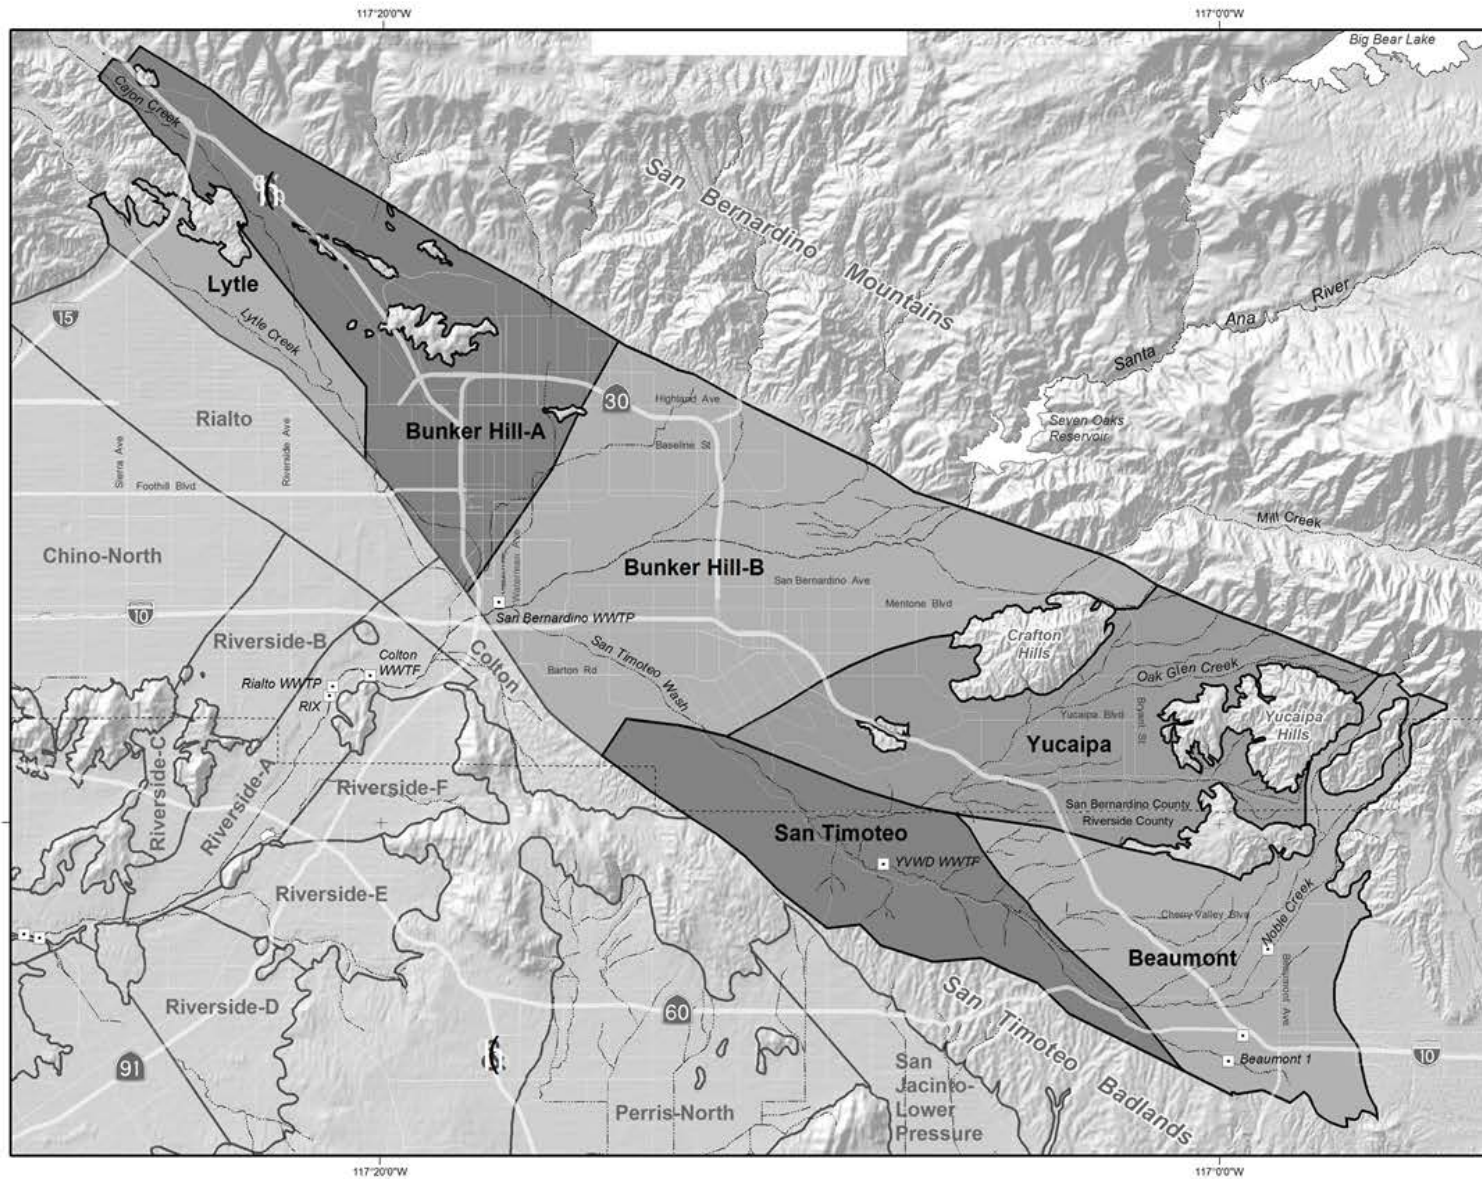 117°20'0"W
117°0'0"W
Big Bear Lake
Cajon Creek
San Bernardino Mountains
Lytle
Lytle Creek
15
Santa Ana River
Seven Oaks
Reservoir
30
Highland Ave
Baseline St
Rialto
Bunker Hill-A
Sierra Ave
Riverside Ave
Foothill Blvd
Mill Creek
Chino-North
Bunker Hill-B
Waterman Ave
San Bernardino Ave
Mentone Blvd
10
San Bernardino WWTP
Riverside-B
Colton
WWTF
Colton
Barton Rd
San Timoteo Wash
Crafton
Hills
Oak Glen Creek
Rialto WWTP
RIX
Yucaipa Blvd
Bryant St
Yucaipa
Hills
Yucaipa
Riverside-C
Riverside-A
Riverside-F
San Bernardino County
Riverside County
San Timoteo
YVWD WWTF
Riverside-E
Cherry Valley Blvd
Noble Creek
Beaumont
Beaumont Ave
Riverside-D
60
San Timoteo Badlands
91
Beaumont 1
10
San
Jacinto-
Lower
Pressure
Perris-North
117°20'0"W
117°0'0"W